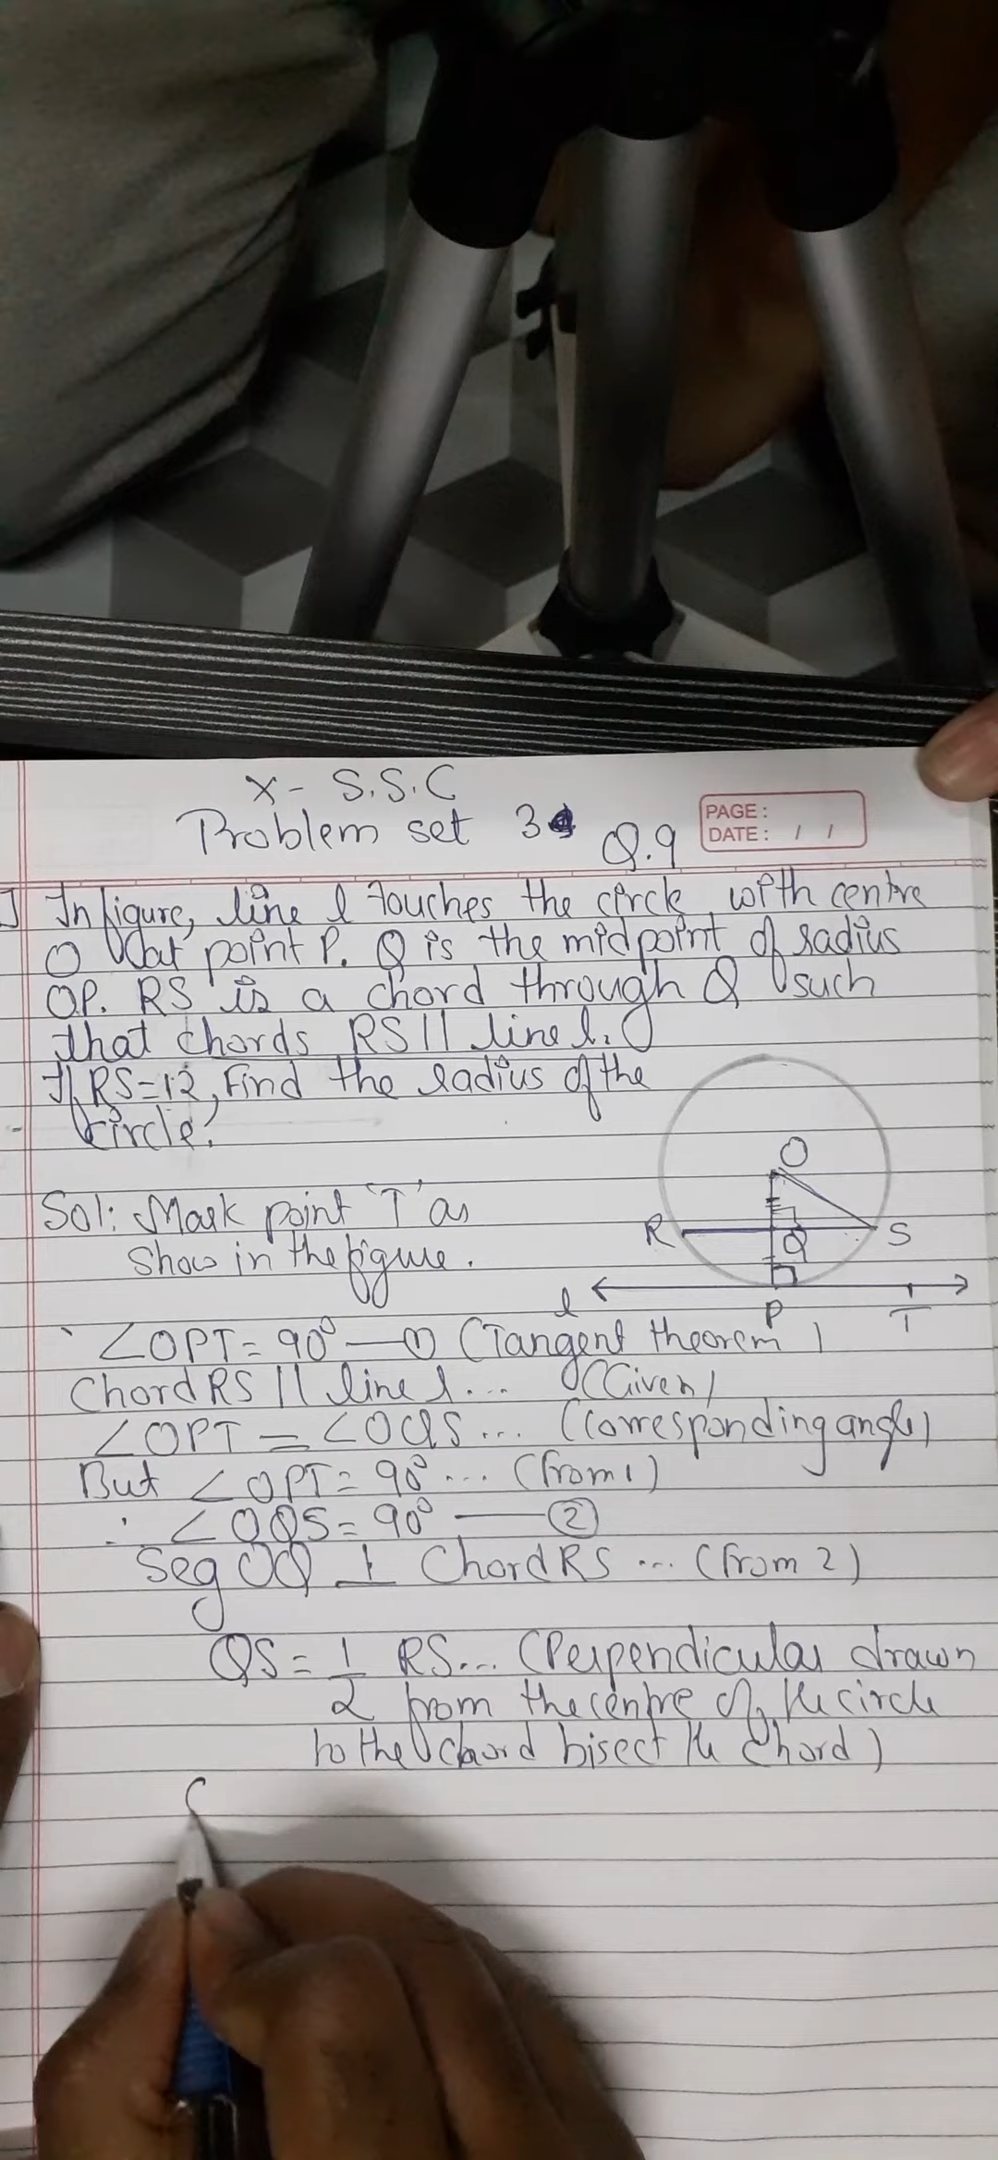 X- S.S.C
Problem set 3 Q.9
PAGE:
DATE: / /
In figure, line l touches the circle with centre
O at point P. Q is the midpoint of radius
OP. RS is a chord through Q such
that chords RS || line l.
If RS=12, Find the radius of the
circle.
O
R Q S
l P T
Sol: Mark point 'T' as
Show in the figure.
∠OPT = 90° — ① (Tangent theorem)
Chord RS || line l... (Given)
∠OPT = ∠OQS... (Corresponding angle)
But ∠OPT = 90°... (from 1)
∴ ∠OQS = 90° — ②
Seg OQ ⊥ Chord RS ... (from 2)
QS = 1/2 RS... (Perpendicular drawn
from the centre of the circle
to the chord bisect the chord)